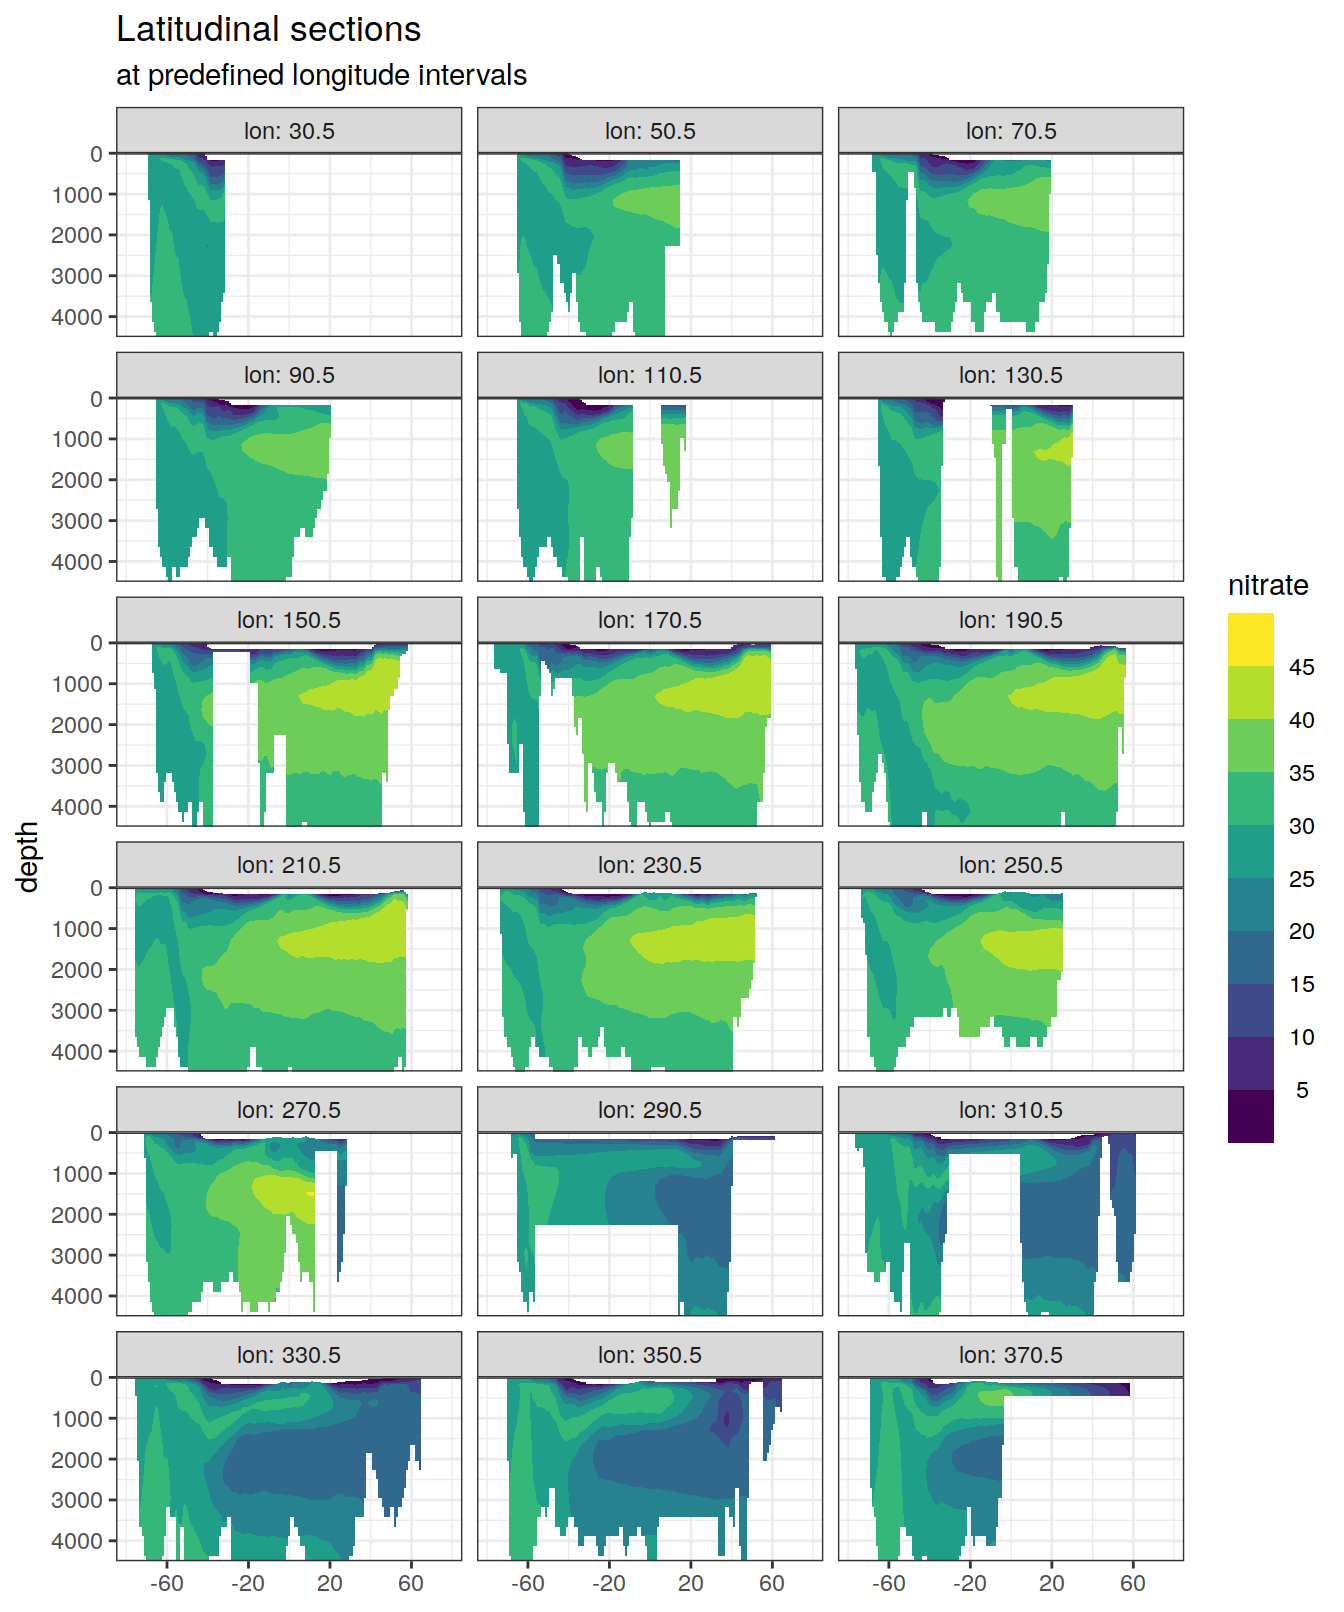 Latitudinal sections
at predefined longitude intervals
lon: 30.5
lon: 50.5
lon: 70.5
0
1000
2000
3000
4000
lon: 90.5
lon: 110.5
lon: 130.5
0
1000
2000
3000
4000
lon: 150.5
lon: 170.5
lon: 190.5
0
1000
2000
3000
4000
lon: 210.5
lon: 230.5
lon: 250.5
0
1000
2000
3000
4000
lon: 270.5
lon: 290.5
lon: 310.5
0
1000
2000
3000
4000
lon: 330.5
lon: 350.5
lon: 370.5
0
1000
2000
3000
4000
-60 -20 20 60
-60 -20 20 60
-60 -20 20 60
depth
nitrate
45
40
35
30
25
20
15
10
5